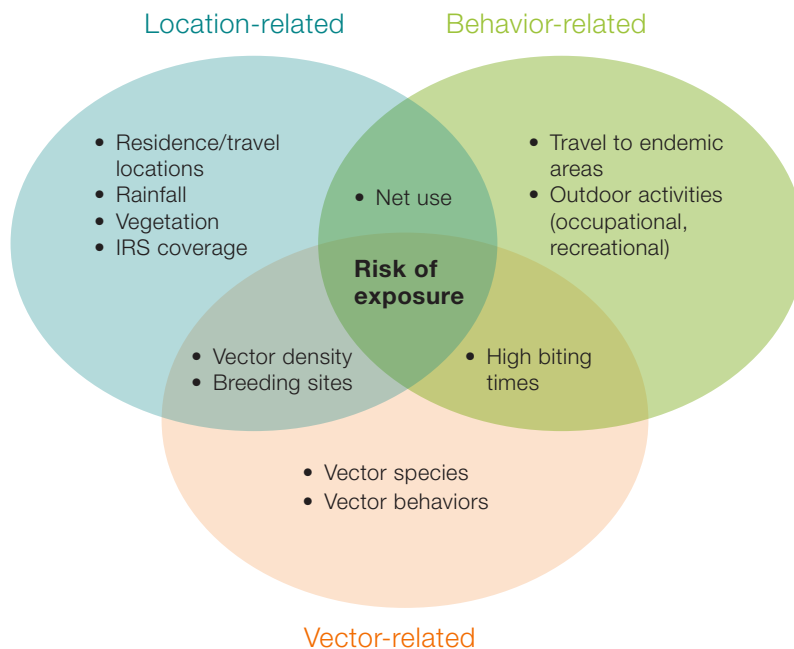 Location-related
Behavior-related
• Residence/travel
locations
• Rainfall
• Vegetation
• IRS coverage
• Net use
• Travel to endemic
areas
• Outdoor activities
(occupational,
recreational)
Risk of
exposure
• Vector density
• Breeding sites
• High biting
times
• Vector species
• Vector behaviors
Vector-related